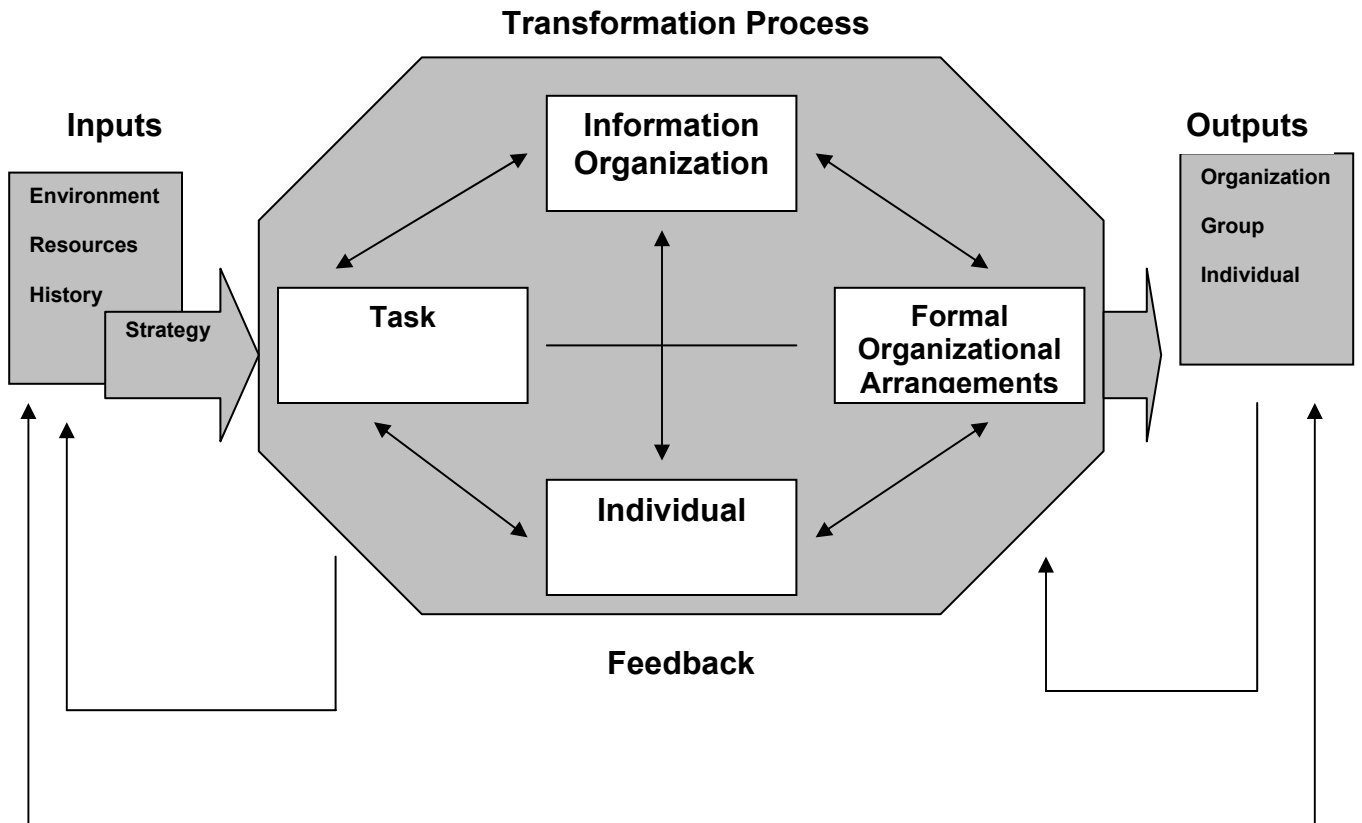 Transformation Process
Inputs
Environment
Resources
History
Strategy
Information
Organization
Task
Formal
Organizational
Arrangements
Individual
Outputs
Organization
Group
Individual
Feedback